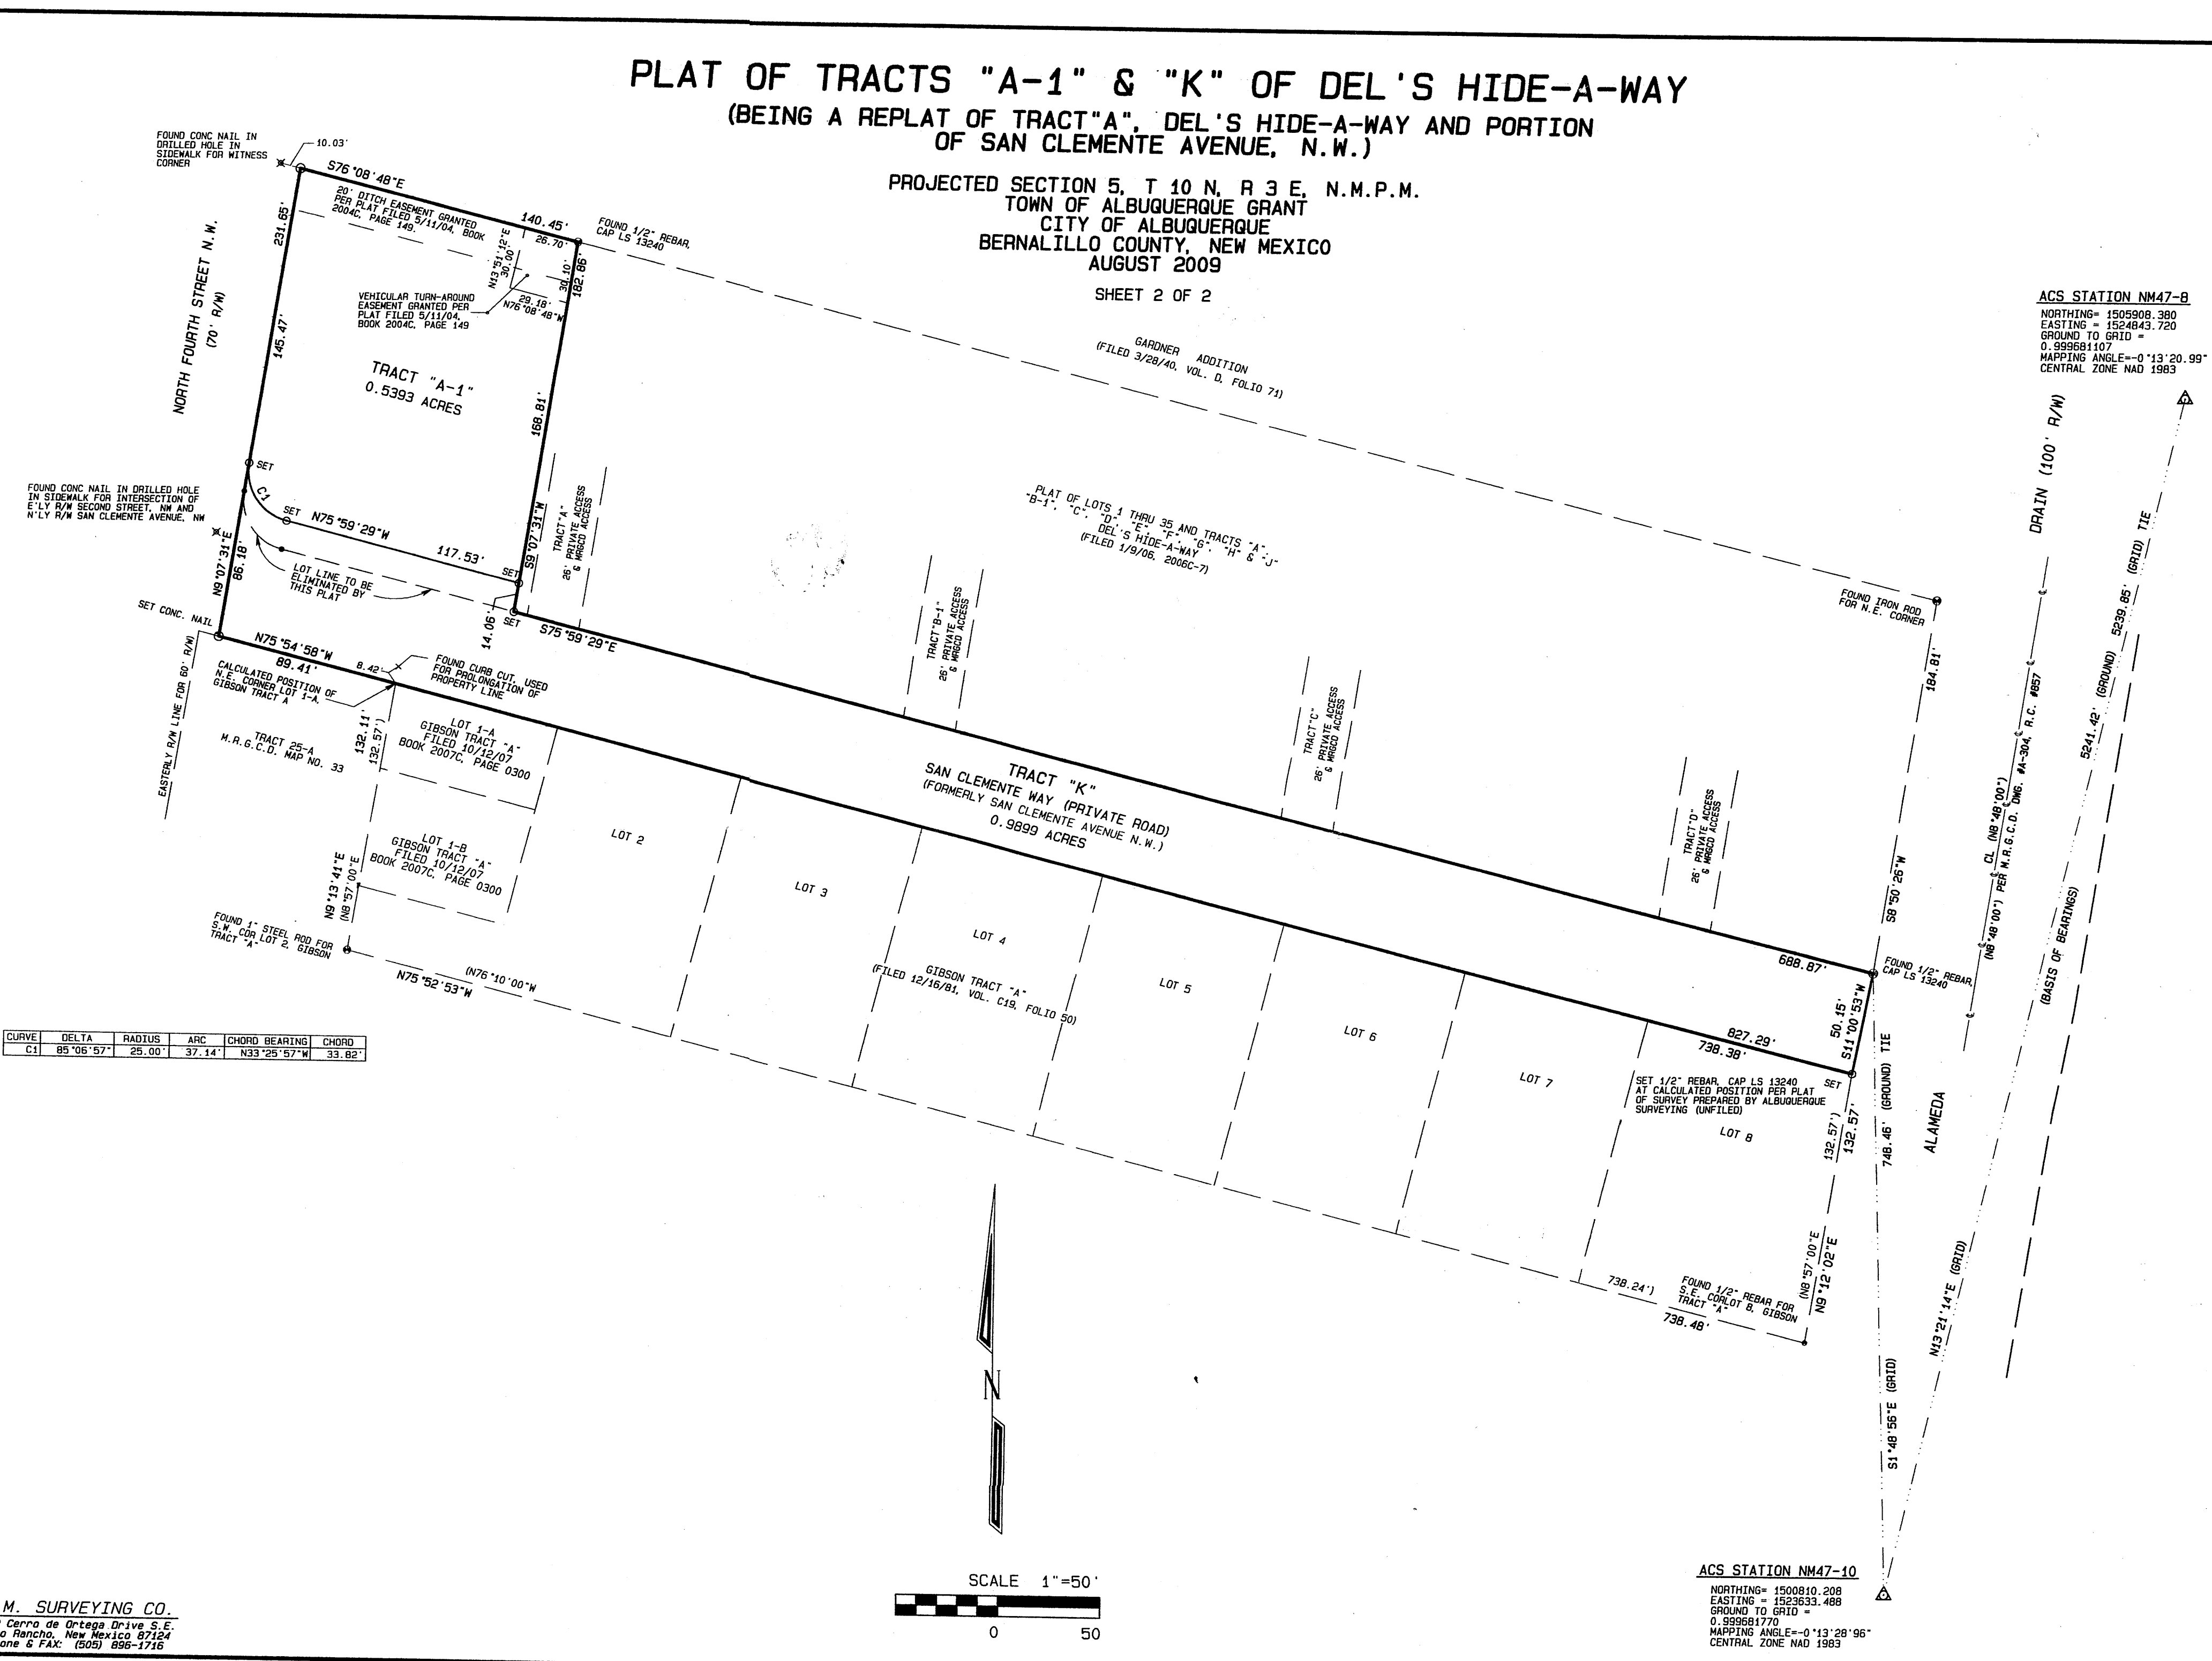 PLAT OF TRACTS "A-1" & "K" OF DEL'S HIDE-A-WAY
(BEING A REPLAT OF TRACT"A", DEL'S HIDE-A-WAY AND PORTION
OF SAN CLEMENTE AVENUE, N.W.)
PROJECTED SECTION 5, T 10 N, R 3 E, N.M.P.M.
TOWN OF ALBUQUERQUE GRANT
CITY OF ALBUQUERQUE
BERNALILLO COUNTY, NEW MEXICO
AUGUST 2009
SHEET 2 OF 2
FOUND CONC NAIL IN
DRILLED HOLE IN
SIDEWALK FOR WITNESS
CORNER
10.03'
S76°08'48"E
140.45'
20' DITCH EASEMENT GRANTED
PER PLAT FILED 5/11/04, BOOK
2004C, PAGE 149.
FOUND 1/2" REBAR,
CAP LS 13240
26.70'
N13°51'12"E
30.00'
30.10'
182.86'
29.18'
N76°08'48"W
VEHICULAR TURN-AROUND
EASEMENT GRANTED PER
PLAT FILED 5/11/04,
BOOK 2004C, PAGE 149
231.65'
145.47'
NORTH FOURTH STREET N.W.
(70' R/W)
TRACT "A-1"
0.5393 ACRES
168.81'
S9°07'31"W
SET
C1
SET
N75°59'29"W
117.53'
SET
FOUND CONC NAIL IN DRILLED HOLE
IN SIDEWALK FOR INTERSECTION OF
E'LY R/W SECOND STREET, NW AND
N'LY R/W SAN CLEMENTE AVENUE, NW
N9°07'31"E
86.18'
LOT LINE TO BE
ELIMINATED BY
THIS PLAT
14.06'
SET
S75°59'29"E
SET CONC. NAIL
N75°54'58"W
89.41'
8.42'
FOUND CURB CUT, USED
FOR PROLONGATION OF
PROPERTY LINE
CALCULATED POSITION OF
N.E. CORNER LOT 1-A,
GIBSON TRACT A
EASTERLY R/W LINE FOR 60' R/W)
TRACT 25-A
M.R.G.C.D. MAP NO. 33
132.11'
132.57')
LOT 1-A
GIBSON TRACT "A"
FILED 10/12/07
BOOK 2007C, PAGE 0300
LOT 1-B
GIBSON TRACT "A"
FILED 10/12/07
BOOK 2007C, PAGE 0300
N9°13'41"E
(N8°57'00"E
FOUND 1" STEEL ROD FOR
S.W. COR LOT 2, GIBSON
TRACT "A"
N75°52'53"W
(N76°10'00"W
TRACT"A"
26' PRIVATE ACCESS
& MRGCD ACCESS
TRACT"B-1"
26' PRIVATE ACCESS
& MRGCD ACCESS
TRACT"C"
26' PRIVATE ACCESS
& MRGCD ACCESS
TRACT"D"
26' PRIVATE ACCESS
& MRGCD ACCESS
GARDNER ADDITION
(FILED 3/28/40, VOL. D, FOLIO 71)
PLAT OF LOTS 1 THRU 35 AND TRACTS "A",
"B-1", "C", "D", "E", "F", "G", "H" & "J"
DEL'S HIDE-A-WAY
(FILED 1/9/06, 2006C-7)
TRACT "K"
SAN CLEMENTE WAY (PRIVATE ROAD)
(FORMERLY SAN CLEMENTE AVENUE N.W.)
0.9899 ACRES
LOT 2
LOT 3
LOT 4
GIBSON TRACT "A"
(FILED 12/16/81, VOL. C19, FOLIO 50)
LOT 5
LOT 6
LOT 7
LOT 8
688.87'
827.29'
738.38'
SET
SET 1/2" REBAR, CAP LS 13240
AT CALCULATED POSITION PER PLAT
OF SURVEY PREPARED BY ALBUQUERQUE
SURVEYING (UNFILED)
50.15'
S11°00'53"W
FOUND 1/2" REBAR,
CAP LS 13240
132.57')
132.57'
(N8°57'00"E
N9°12'02"E
738.24')
738.48'
FOUND 1/2" REBAR FOR
S.E. CORLOT 8, GIBSON
TRACT "A"
FOUND IRON ROD
FOR N.E. CORNER
184.81'
S8°50'26"W
748.46' (GROUND) TIE
S1°48'56"E (GRID)
ALAMEDA
DRAIN (100' R/W)
CL (N8°48'00")
(N8°48'00") PER M.R.G.C.D. DWG. #A-304, R.C. #857
5241.42' (GROUND) 5239.85' (GRID) TIE
(BASIS OF BEARINGS)
N13°21'14"E (GRID)
ACS STATION NM47-8
NORTHING= 1505908.380
EASTING = 1524843.720
GROUND TO GRID =
0.999681107
MAPPING ANGLE=-0°13'20.99"
CENTRAL ZONE NAD 1983
ACS STATION NM47-10
NORTHING= 1500810.208
EASTING = 1523633.488
GROUND TO GRID =
0.999681770
MAPPING ANGLE=-0°13'28'96"
CENTRAL ZONE NAD 1983
CURVE DELTA RADIUS ARC CHORD BEARING CHORD
C1 85°06'57" 25.00' 37.14' N33°25'57"W 33.82'
N
SCALE 1"=50'
0 50
M. SURVEYING CO.
Cerro de Ortega Drive S.E.
o Rancho, New Mexico 87124
one & FAX: (505) 896-1716